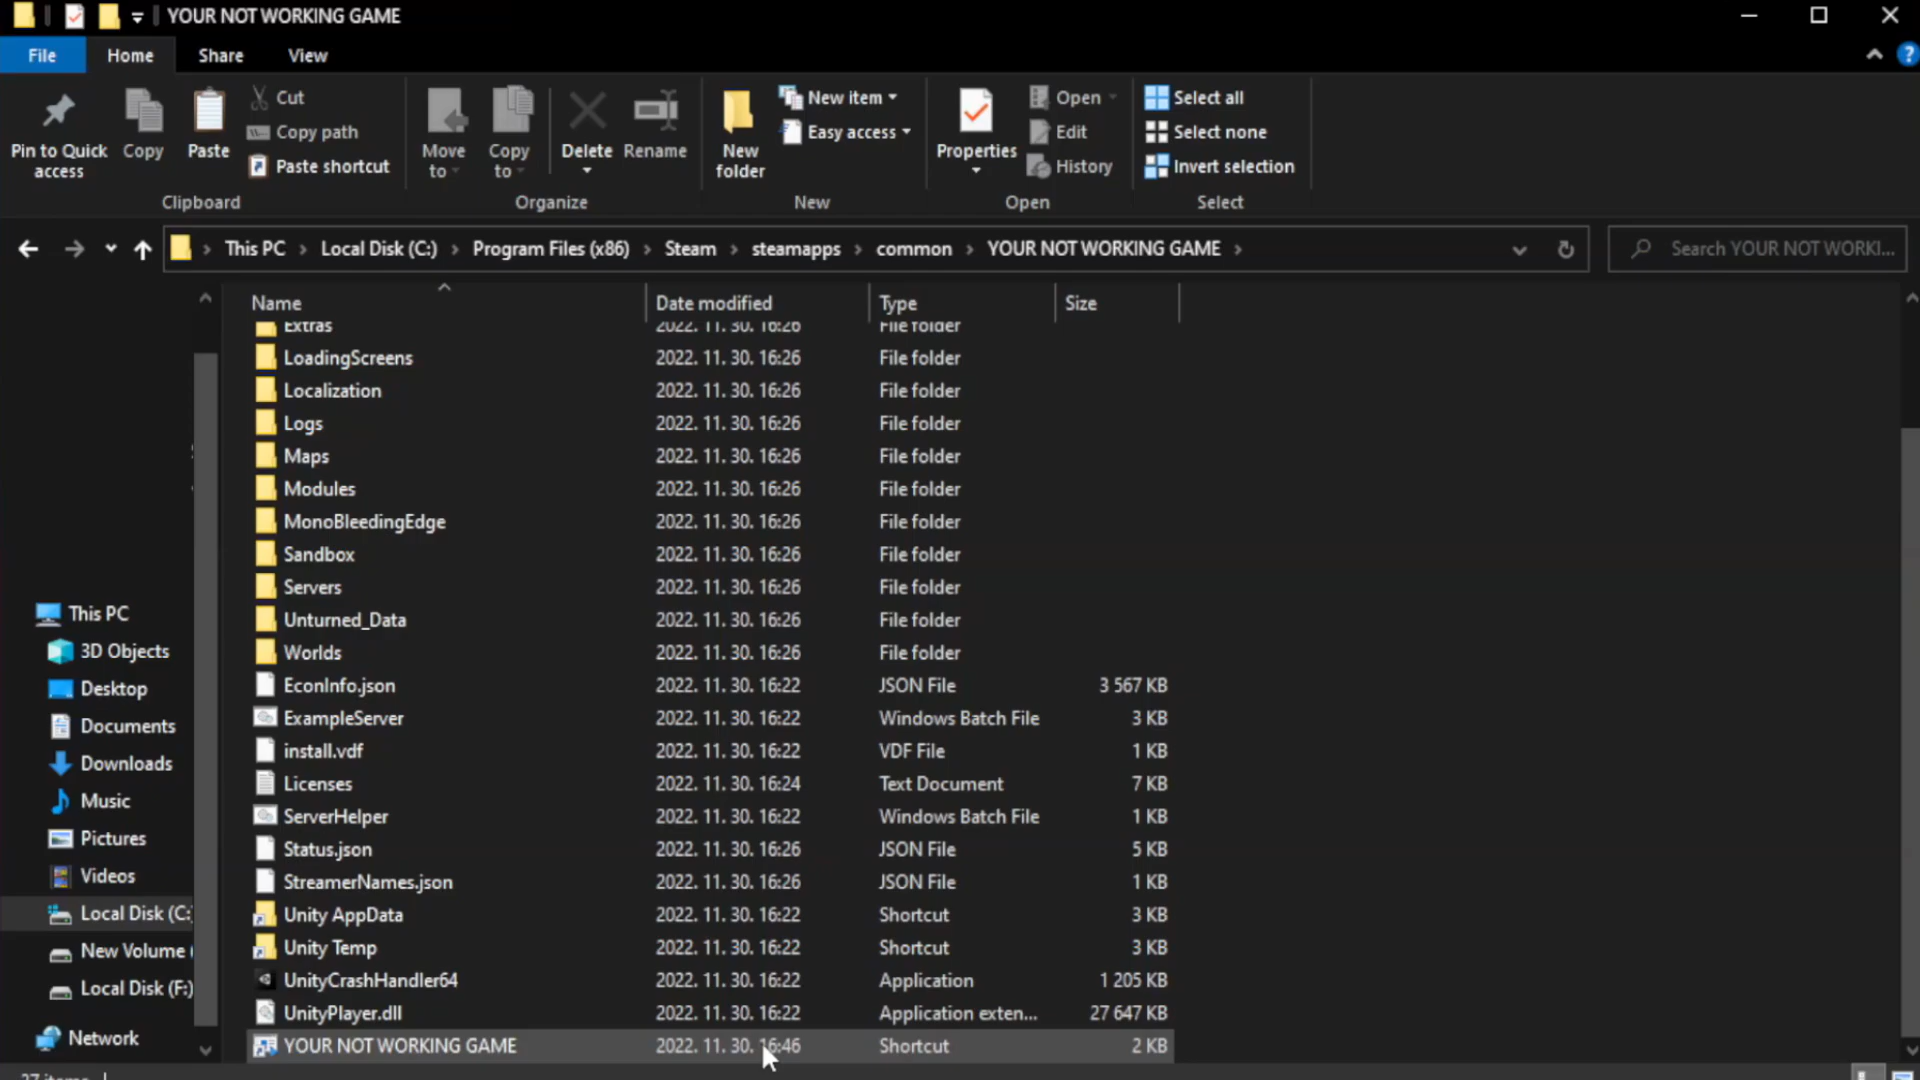 YOUR NOT WORKING GAME
File Home Share View
Pin to Quick access
Copy
Paste
Cut
Copy path
Paste shortcut
Clipboard
Move to
Copy to
Delete
Rename
Organize
New folder
New item
Easy access
New
Properties
Open
Edit
History
Open
Select all
Select none
Invert selection
Select
This PC › Local Disk (C:) › Program Files (x86) › Steam › steamapps › common › YOUR NOT WORKING GAME ›
Search YOUR NOT WORKI...
Name Date modified Type Size
Extras 2022. 11. 30. 16:26 File folder
LoadingScreens 2022. 11. 30. 16:26 File folder
Localization 2022. 11. 30. 16:26 File folder
Logs 2022. 11. 30. 16:26 File folder
Maps 2022. 11. 30. 16:26 File folder
Modules 2022. 11. 30. 16:26 File folder
MonoBleedingEdge 2022. 11. 30. 16:26 File folder
Sandbox 2022. 11. 30. 16:26 File folder
Servers 2022. 11. 30. 16:26 File folder
Unturned_Data 2022. 11. 30. 16:26 File folder
Worlds 2022. 11. 30. 16:26 File folder
EconInfo.json 2022. 11. 30. 16:22 JSON File 3 567 KB
ExampleServer 2022. 11. 30. 16:22 Windows Batch File 3 KB
install.vdf 2022. 11. 30. 16:22 VDF File 1 KB
Licenses 2022. 11. 30. 16:24 Text Document 7 KB
ServerHelper 2022. 11. 30. 16:22 Windows Batch File 1 KB
Status.json 2022. 11. 30. 16:26 JSON File 5 KB
StreamerNames.json 2022. 11. 30. 16:26 JSON File 1 KB
Unity AppData 2022. 11. 30. 16:22 Shortcut 3 KB
Unity Temp 2022. 11. 30. 16:22 Shortcut 3 KB
UnityCrashHandler64 2022. 11. 30. 16:22 Application 1 205 KB
UnityPlayer.dll 2022. 11. 30. 16:22 Application exten... 27 647 KB
YOUR NOT WORKING GAME 2022. 11. 30. 16:46 Shortcut 2 KB
This PC
3D Objects
Desktop
Documents
Downloads
Music
Pictures
Videos
Local Disk (C:)
New Volume (
Local Disk (F:)
Network